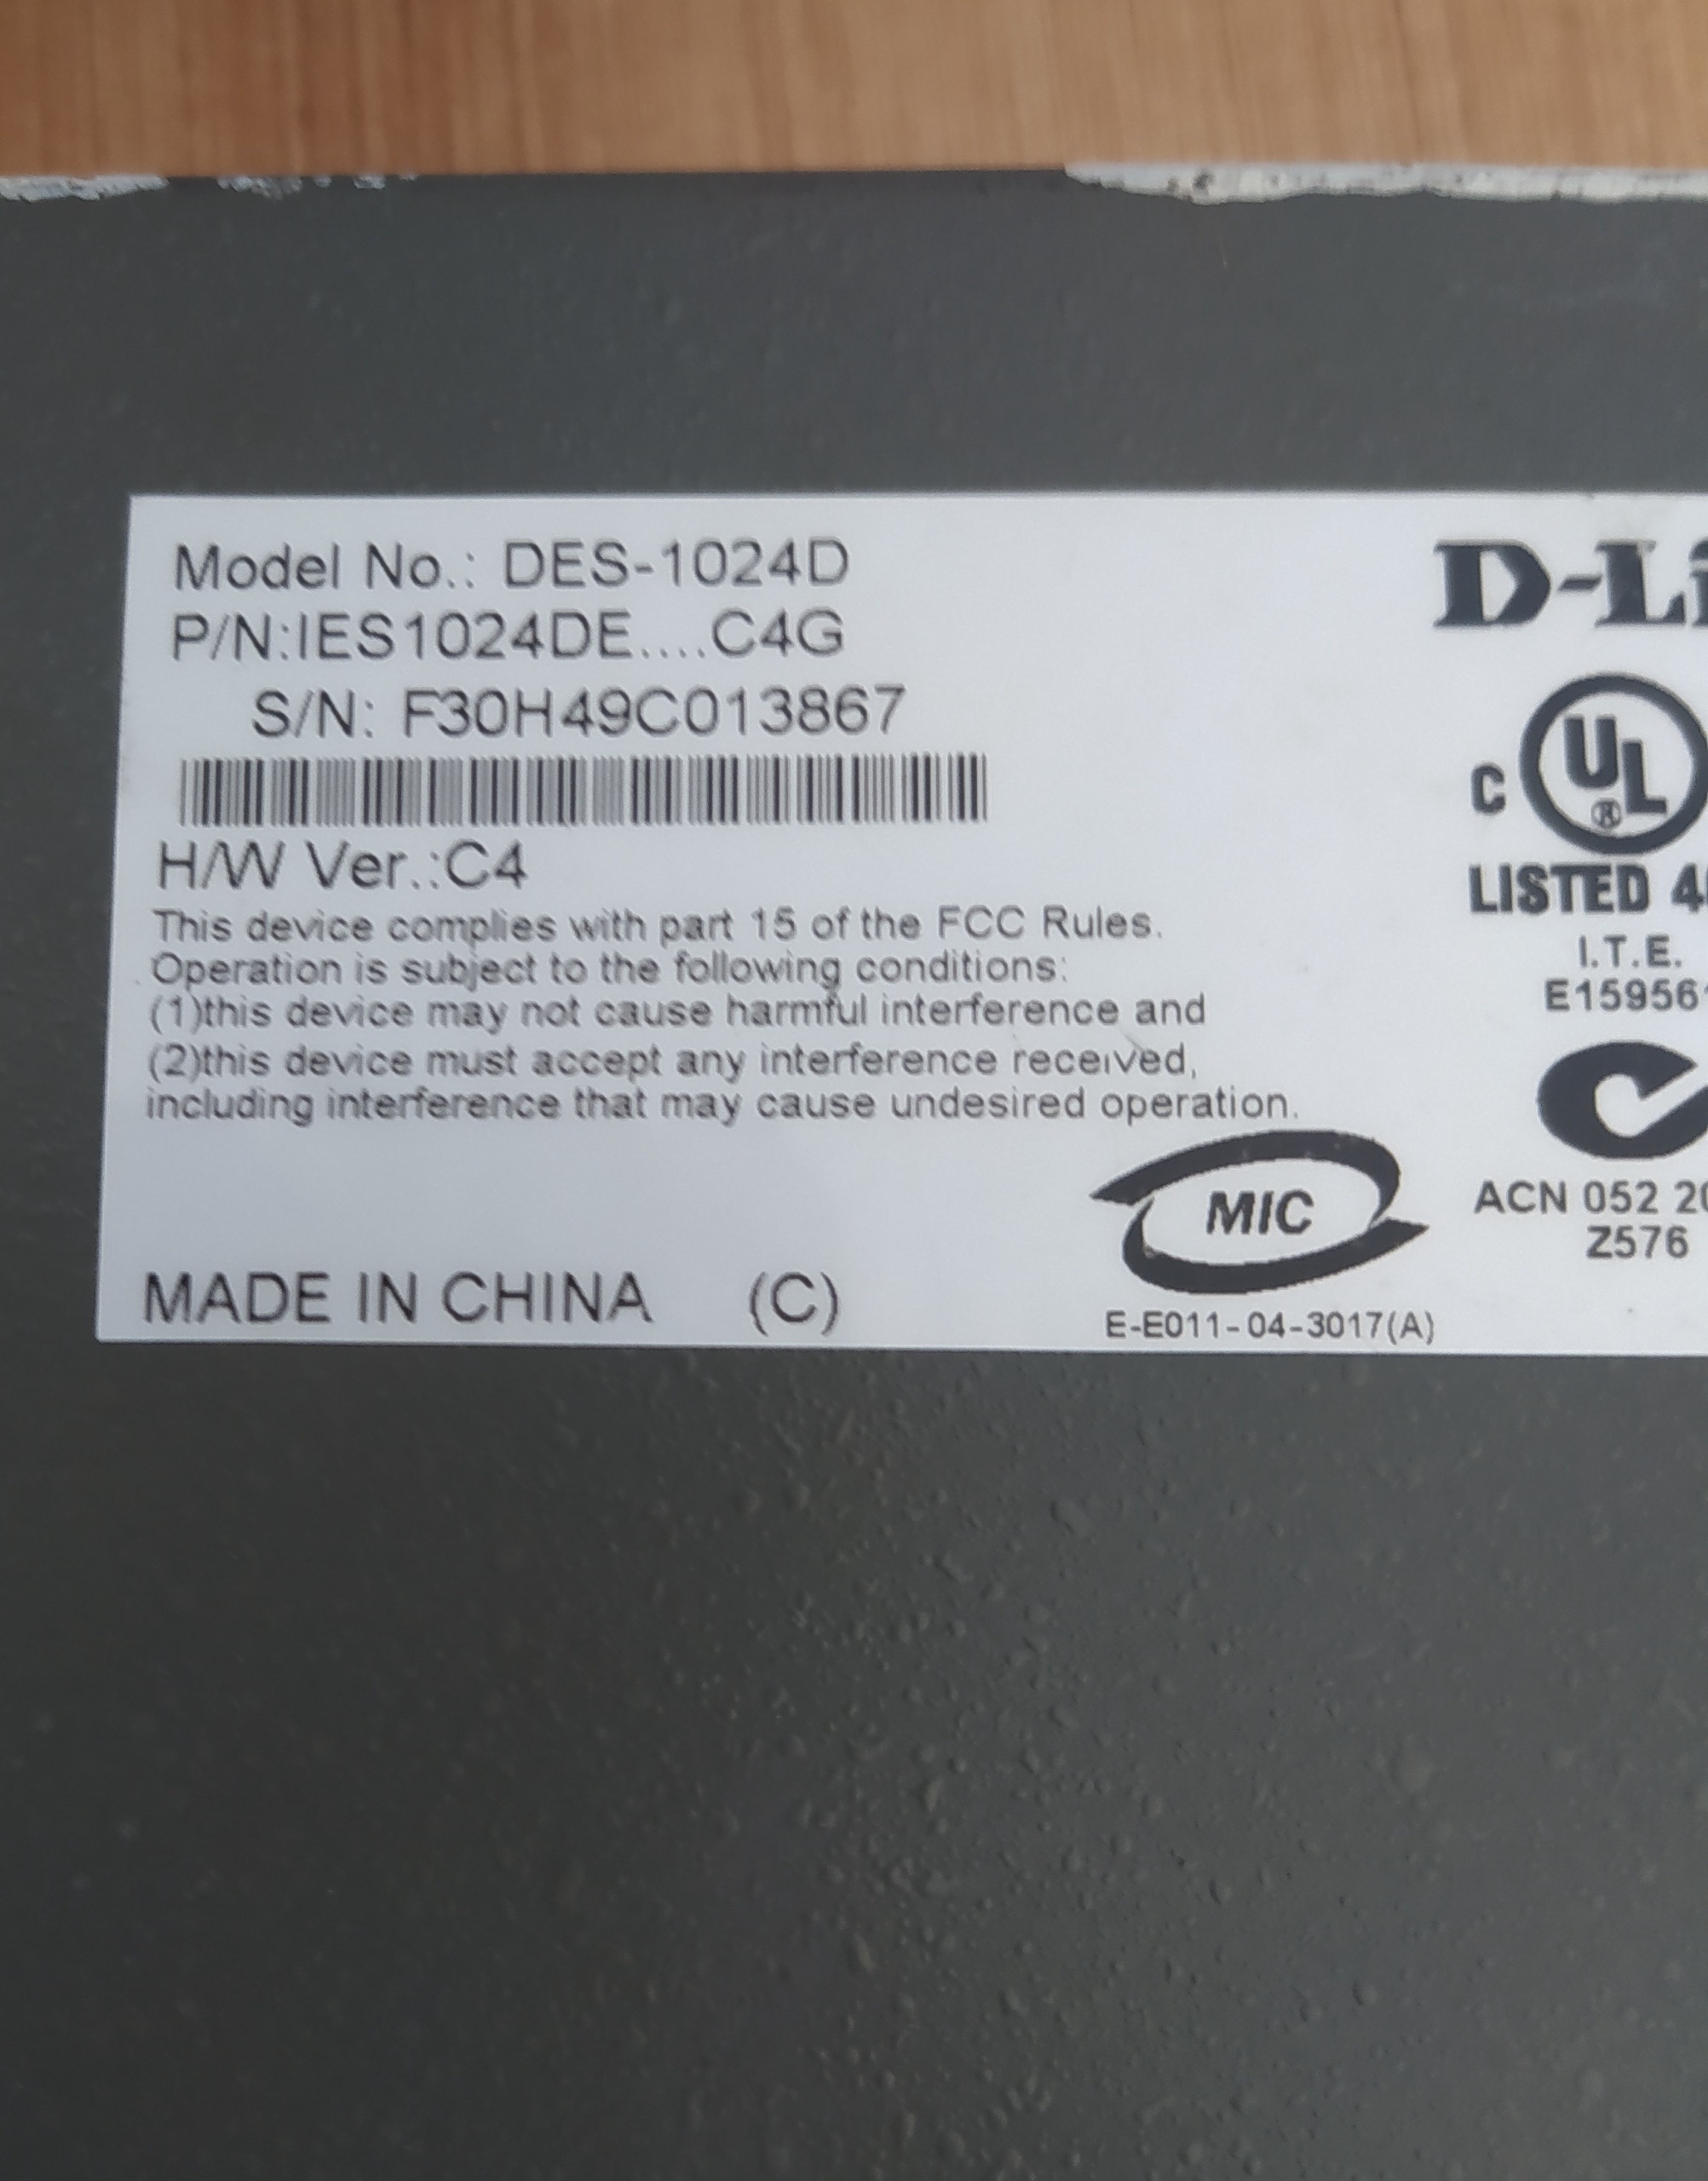 Model No.: DES-1024D
P/N:IES1024DE....C4G
S/N: F30H49C013867
H/W Ver.:C4
This device complies with part 15 of the FCC Rules.
Operation is subject to the following conditions:
(1)this device may not cause harmful interference and
(2)this device must accept any interference received,
including interference that may cause undesired operation.
MADE IN CHINA (C)
MIC
E-E011-04-3017(A)
D-Li
C UL ®
LISTED 4
I.T.E.
E15956
ACN 052 20
Z576